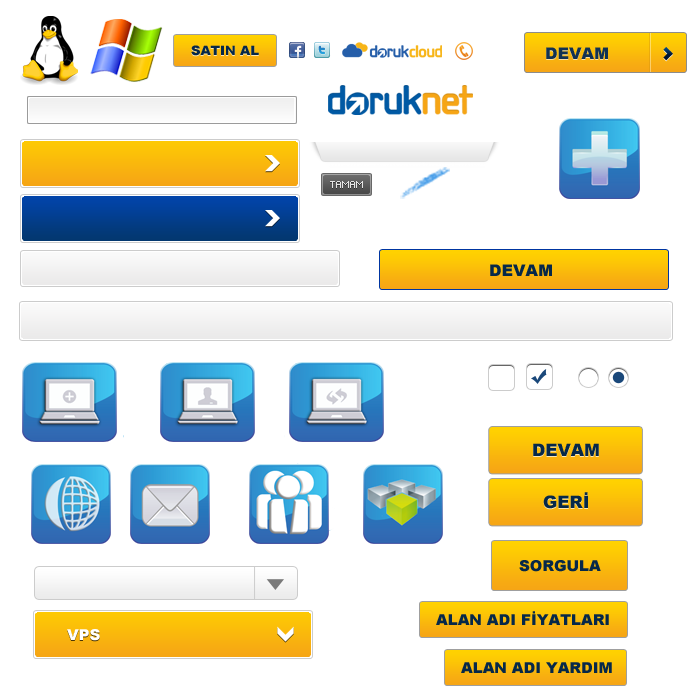 SATIN AL
dorukcloud
DEVAM
doruknet
TAMAM
DEVAM
DEVAM
GERİ
SORGULA
ALAN ADI FİYATLARI
VPS
ALAN ADI YARDIM